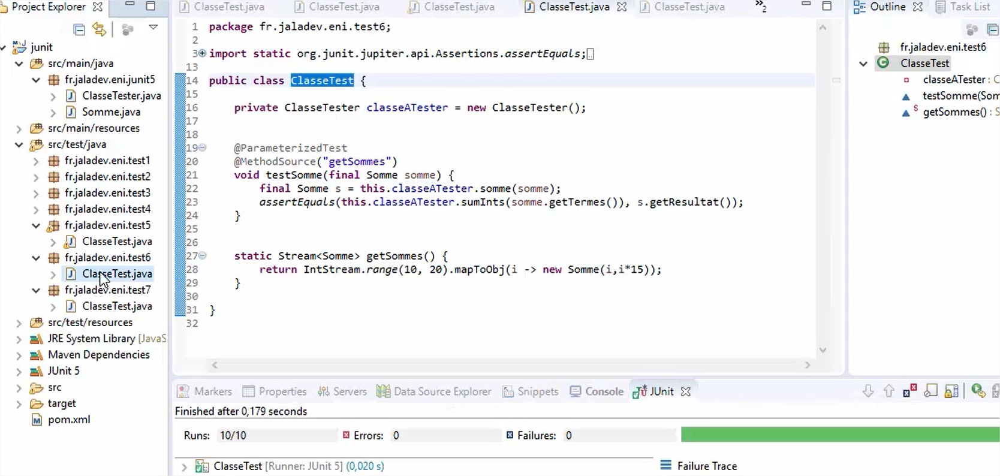 Project Explorer
junit
src/main/java
fr.jaladev.eni.junit5
ClasseTester.java
Somme.java
src/main/resources
src/test/java
fr.jaladev.eni.test1
fr.jaladev.eni.test2
fr.jaladev.eni.test3
fr.jaladev.eni.test4
fr.jaladev.eni.test5
ClasseTest.java
fr.jaladev.eni.test6
ClasseTest.java
fr.jaladev.eni.test7
ClasseTest.java
src/test/resources
JRE System Library [JavaS
Maven Dependencies
JUnit 5
src
target
pom.xml
ClasseTest.java ClasseTest.java ClasseTest.java ClasseTest.java ClasseTest.java »2
1 package fr.jaladev.eni.test6;
2
3 import static org.junit.jupiter.api.Assertions.assertEquals;
13
14 public class ClasseTest {
15
16 private ClasseTester classeATester = new ClasseTester();
17
18
19 @ParameterizedTest
20 @MethodSource("getSommes")
21 void testSomme(final Somme somme) {
22 final Somme s = this.classeATester.somme(somme);
23 assertEquals(this.classeATester.sumInts(somme.getTermes()), s.getResultat());
24 }
25
26
27 static Stream<Somme> getSommes() {
28 return IntStream.range(10, 20).mapToObj(i -> new Somme(i,i*15));
29 }
30
31 }
32
Outline Task List
fr.jaladev.eni.test6
ClasseTest
classeATester : C
testSomme(Som
getSommes() : S
Markers Properties Servers Data Source Explorer Snippets Console JUnit
Finished after 0,179 seconds
Runs: 10/10 Errors: 0 Failures: 0
ClasseTest [Runner: JUnit 5] (0,020 s)
Failure Trace